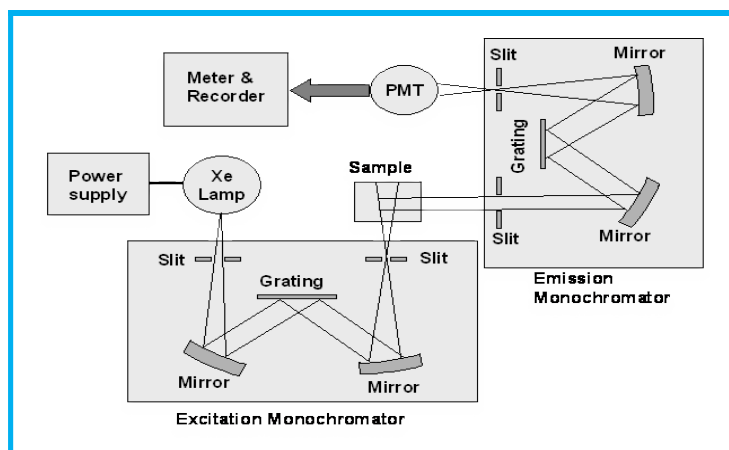 Slit
Mirror
Meter &
Recorder
PMT
Grating
Xe
Lamp
Power
supply
Sample
Slit
Mirror
Slit
Slit
Grating
Emission
Monochromator
Mirror
Mirror
Excitation Monochromator